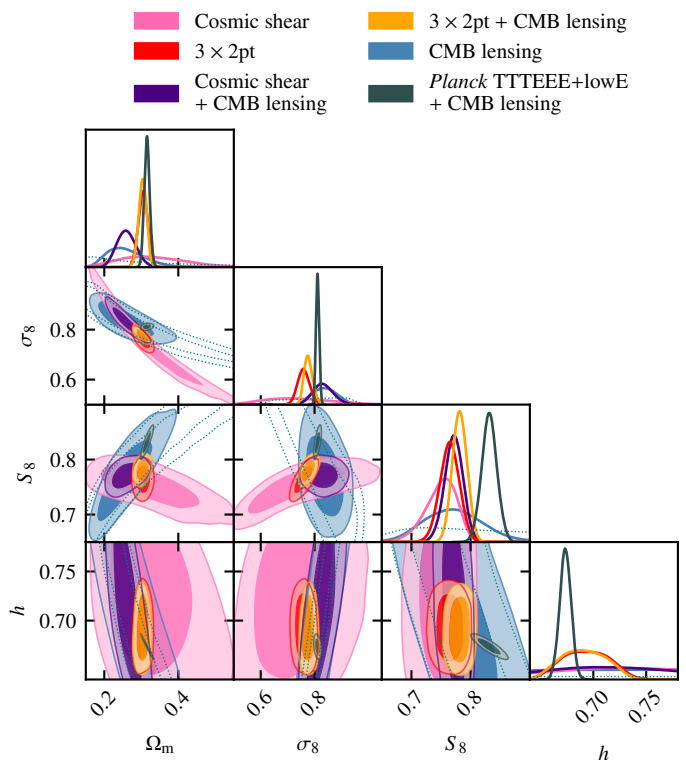 Cosmic shear
3 × 2pt
Cosmic shear
+ CMB lensing
3 × 2pt + CMB lensing
CMB lensing
Planck TTTEEE+lowE
+ CMB lensing
σ8
0.8
0.6
S8
0.8
0.7
h
0.75
0.70
0.2
0.4
Ωm
0.6
0.8
σ8
0.7
0.8
S8
0.70
0.75
h